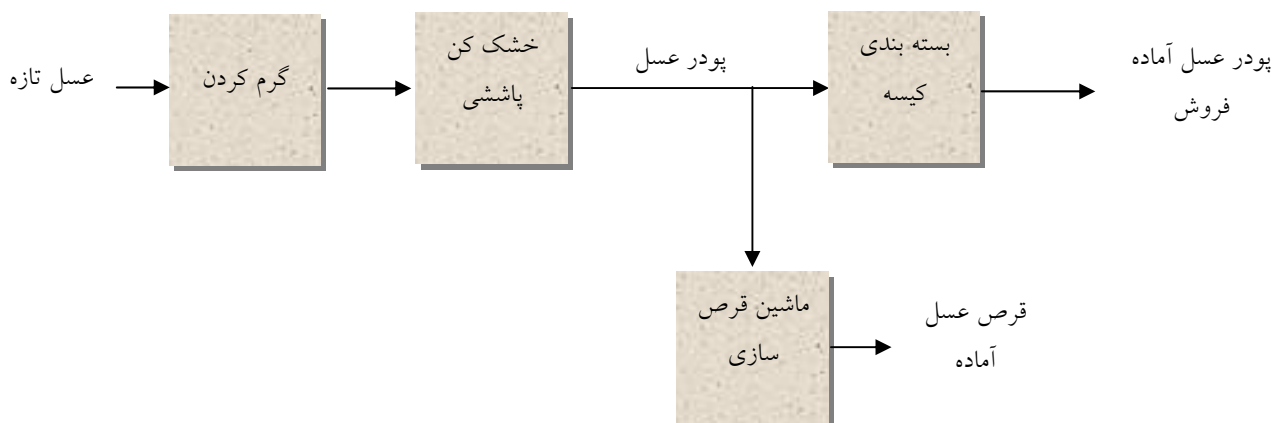 عسل تازه
گرم کردن
خشک کن
پاششی
پودر عسل
بسته بندی
کیسه
پودر عسل آماده
فروش
ماشین قرص
سازی
قرص عسل
آماده